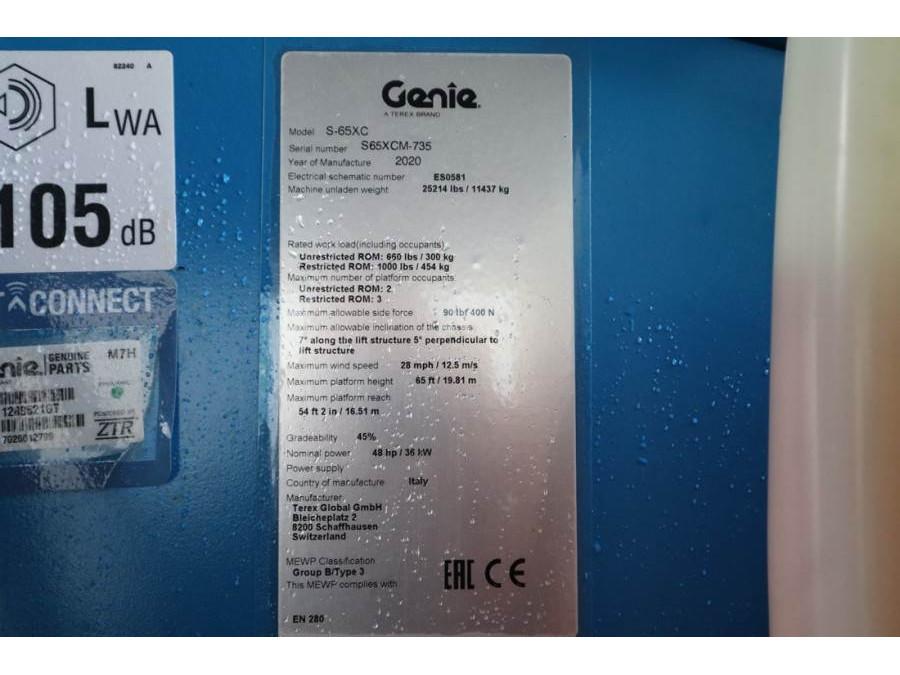 82240 A
LWA
105 dB
CONNECT
GENUINE PARTS
M7H
7026012799
POWERED BY
ZTR
Genie
A TEREX BRAND
Model S-65XC
Serial number S65XCM-735
Year of Manufacture 2020
Electrical schematic number ES0581
Machine unladen weight 25214 lbs / 11437 kg
Rated work load(including occupants)
Unrestricted ROM: 660 lbs / 300 kg
Restricted ROM: 1000 lbs / 454 kg
Maximum number of platform occupants
Unrestricted ROM: 2
Restricted ROM: 3
Maximum allowable side force 90 lbf 400 N
Maximum allowable inclination of the chassis
7° along the lift structure 5° perpendicular to
lift structure
Maximum wind speed 28 mph / 12.5 m/s
Maximum platform height 65 ft / 19.81 m
Maximum platform reach
54 ft 2 in / 16.51 m
Gradeability 45%
Nominal power 48 hp / 36 kW
Power supply
Country of manufacture Italy
Manufacturer
Terex Global GmbH
Bleicheplatz 2
8200 Schaffhausen
Switzerland
MEWP Classification
Group B/Type 3
This MEWP complies with
EAC CE
EN 280